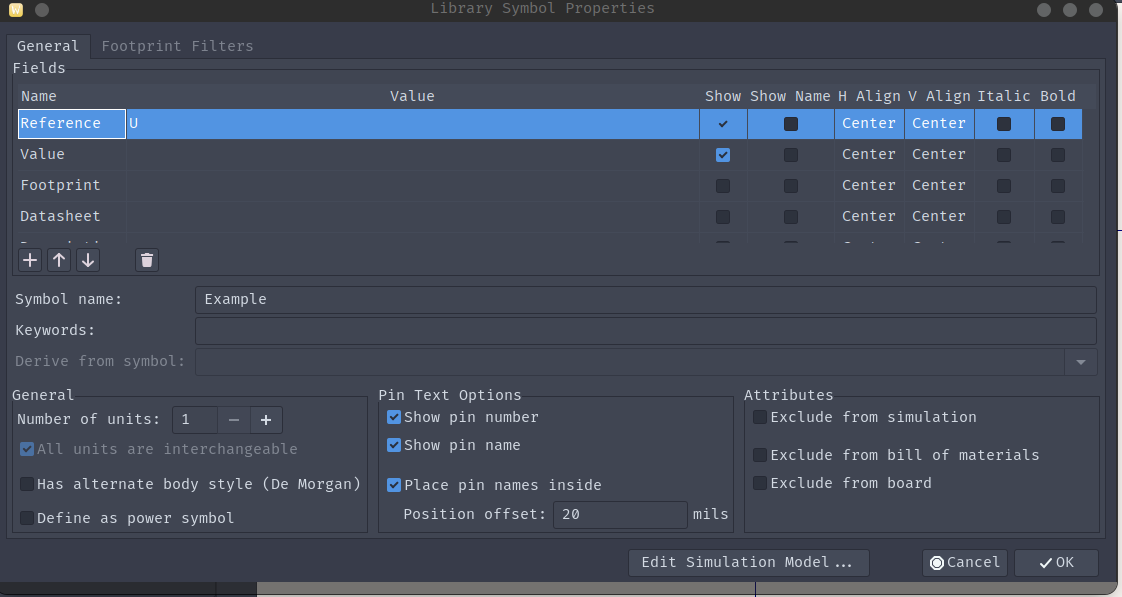 Library Symbol Properties
General Footprint Filters
Fields
Name Value Show Show Name H Align V Align Italic Bold
Reference U Center Center
Value Center Center
Footprint Center Center
Datasheet Center Center
Symbol name: Example
Keywords:
Derive from symbol:
General
Number of units: 1 − +
All units are interchangeable
Has alternate body style (De Morgan)
Define as power symbol
Pin Text Options
Show pin number
Show pin name
Place pin names inside
Position offset: 20 mils
Attributes
Exclude from simulation
Exclude from bill of materials
Exclude from board
Edit Simulation Model...
Cancel OK